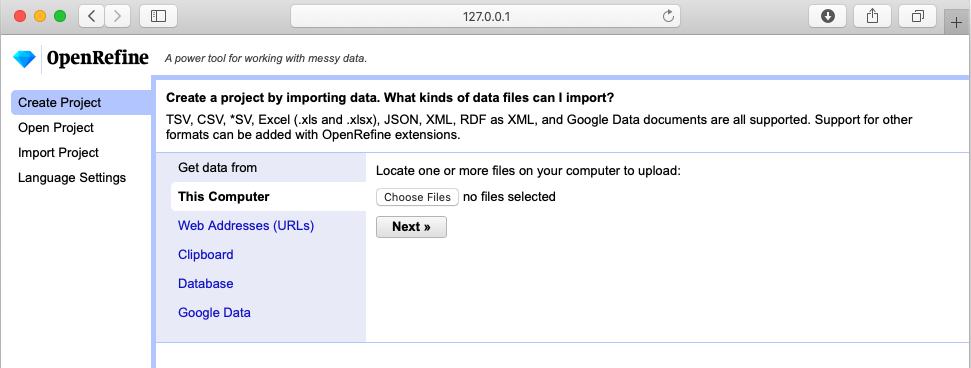 127.0.0.1
OpenRefine A power tool for working with messy data.
Create Project
Open Project
Import Project
Language Settings
Create a project by importing data. What kinds of data files can I import?
TSV, CSV, *SV, Excel (.xls and .xlsx), JSON, XML, RDF as XML, and Google Data documents are all supported. Support for other
formats can be added with OpenRefine extensions.
Get data from
This Computer
Web Addresses (URLs)
Clipboard
Database
Google Data
Locate one or more files on your computer to upload:
Choose Files no files selected
Next »